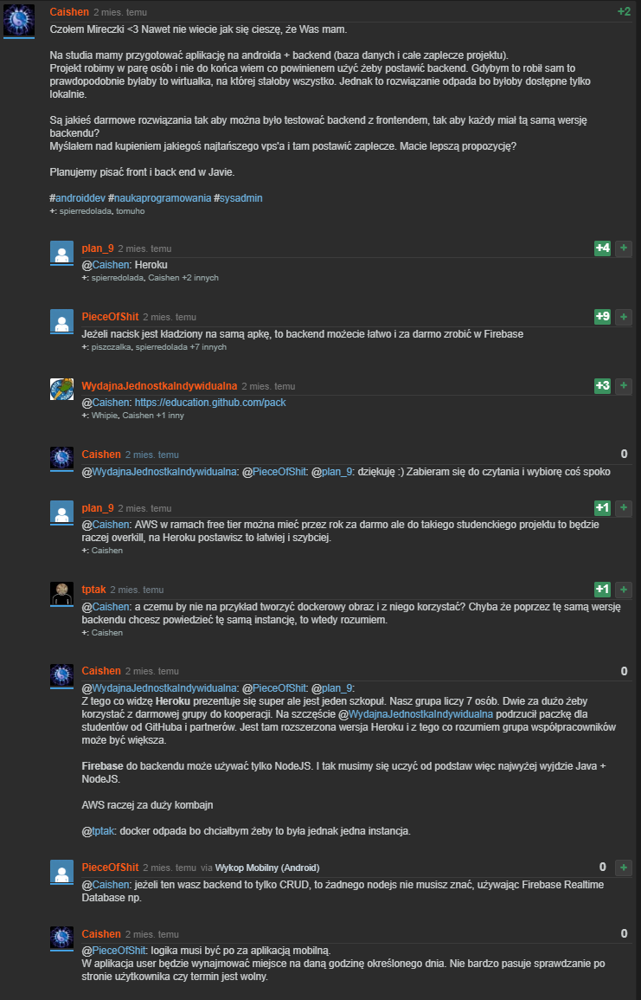 Caishen 2 mies. temu +2
Czołem Mireczki <3 Nawet nie wiecie jak się cieszę, że Was mam.
Na studia mamy przygotować aplikację na androida + backend (baza danych i całe zaplecze projektu).
Projekt robimy w parę osób i nie do końca wiem co powinienem użyć żeby postawić backend. Gdybym to robił sam to
prawdopodobnie byłaby to wirtualka, na której stałoby wszystko. Jednak to rozwiązanie odpada bo byłoby dostępne tylko
lokalnie.
Są jakieś darmowe rozwiązania tak aby można było testować backend z frontendem, tak aby każdy miał tą samą wersję
backendu?
Myślałem nad kupieniem jakiegoś najtańszego vps'a i tam postawić zaplecze. Macie lepszą propozycję?
Planujemy pisać front i back end w Javie.
#androiddev #naukaprogramowania #sysadmin
+: spierredolada, tomuho
plan_9 2 mies. temu +4 +
@Caishen: Heroku
+: spierredolada, Caishen +2 innych
PieceOfShit 2 mies. temu +9 +
Jeżeli nacisk jest kładziony na samą apkę, to backend możecie łatwo i za darmo zrobić w Firebase
+: piszczalka, spierredolada +7 innych
WydajnaJednostkaIndywidualna 2 mies. temu +3 +
@Caishen: https://education.github.com/pack
+: Whipie, Caishen +1 inny
Caishen 2 mies. temu 0
@WydajnaJednostkaIndywidualna: @PieceOfShit: @plan_9: dziękuję :) Zabieram się do czytania i wybiorę coś spoko
plan_9 2 mies. temu +1 +
@Caishen: AWS w ramach free tier można mieć przez rok za darmo ale do takiego studenckiego projektu to będzie
raczej overkill, na Heroku postawisz to łatwiej i szybciej.
+: Caishen
tptak 2 mies. temu +1 +
@Caishen: a czemu by nie na przykład tworzyć dockerowy obraz i z niego korzystać? Chyba że poprzez tę samą wersję
backendu chcesz powiedzieć tę samą instancję, to wtedy rozumiem.
+: Caishen
Caishen 2 mies. temu 0
@WydajnaJednostkaIndywidualna: @PieceOfShit: @plan_9:
Z tego co widzę Heroku prezentuje się super ale jest jeden szkopuł. Nasz grupa liczy 7 osób. Dwie za dużo żeby
korzystać z darmowej grupy do kooperacji. Na szczęście @WydajnaJednostkaIndywidualna podrzucił paczkę dla
studentów od GitHuba i partnerów. Jest tam rozszerzona wersja Heroku i z tego co rozumiem grupa współpracowników
może być większa.
Firebase do backendu może używać tylko NodeJS. I tak musimy się uczyć od podstaw więc najwyżej wyjdzie Java +
NodeJS.
AWS raczej za duży kombajn
@tptak: docker odpada bo chciałbym żeby to była jednak jedna instancja.
PieceOfShit 2 mies. temu via Wykop Mobilny (Android) 0 +
@Caishen: jeżeli ten wasz backend to tylko CRUD, to żadnego nodejs nie musisz znać, używając Firebase Realtime
Database np.
Caishen 2 mies. temu 0
@PieceOfShit: logika musi być po za aplikacją mobilną.
W aplikacja user będzie wynajmować miejsce na daną godzinę określonego dnia. Nie bardzo pasuje sprawdzanie po
stronie użytkownika czy termin jest wolny.